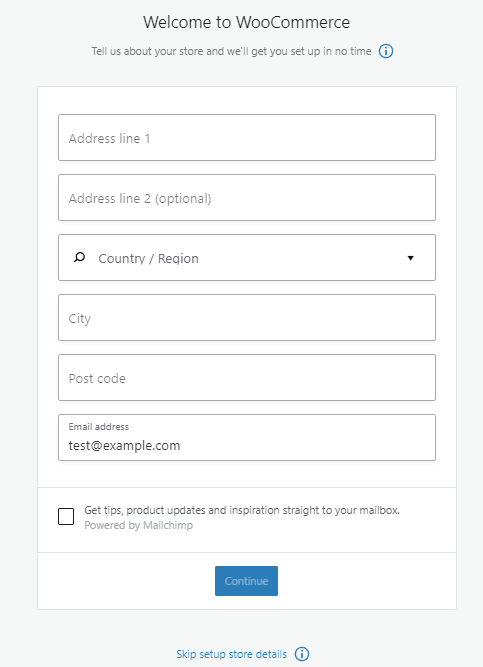 Welcome to WooCommerce
Tell us about your store and we'll get you set up in no time
Address line 1
Address line 2 (optional)
Country / Region
City
Post code
Email address
test@example.com
Get tips, product updates and inspiration straight to your mailbox.
Powered by Mailchimp
Continue
Skip setup store details